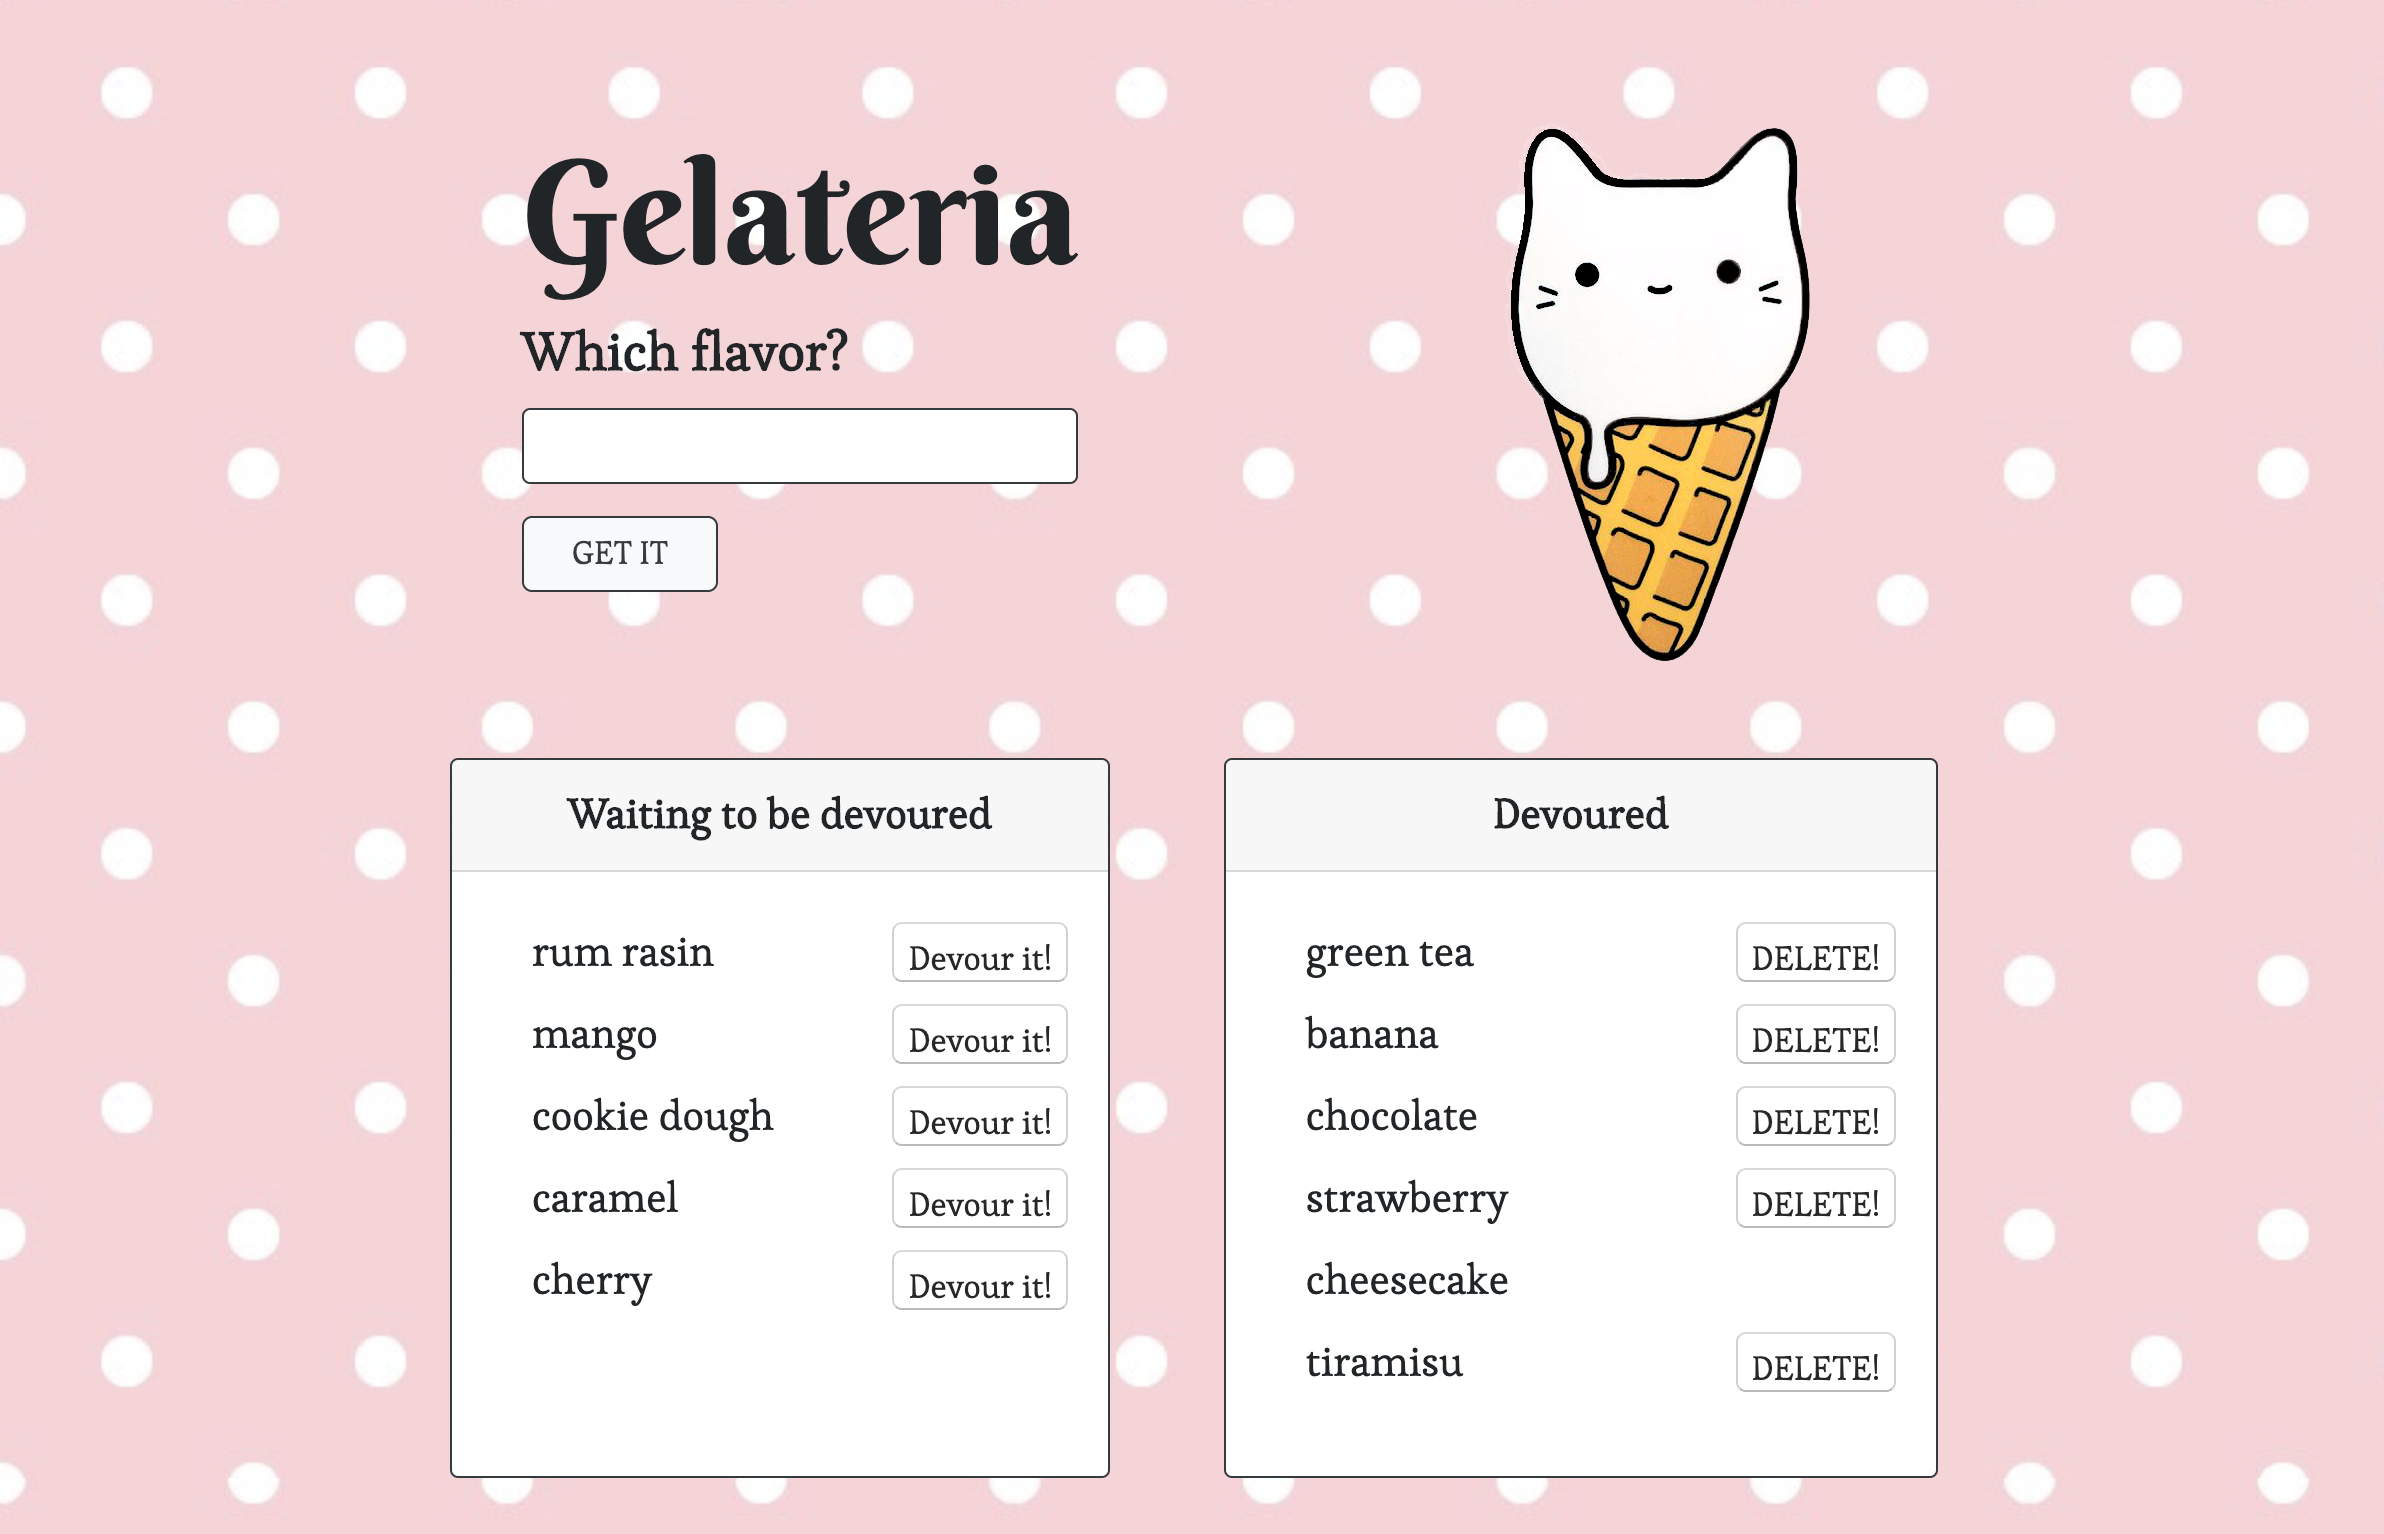 Gelateria
Which flavor?
GET IT
Waiting to be devoured
rum rasin Devour it!
mango Devour it!
cookie dough Devour it!
caramel Devour it!
cherry Devour it!
Devoured
green tea DELETE!
banana DELETE!
chocolate DELETE!
strawberry DELETE!
cheesecake
tiramisu DELETE!